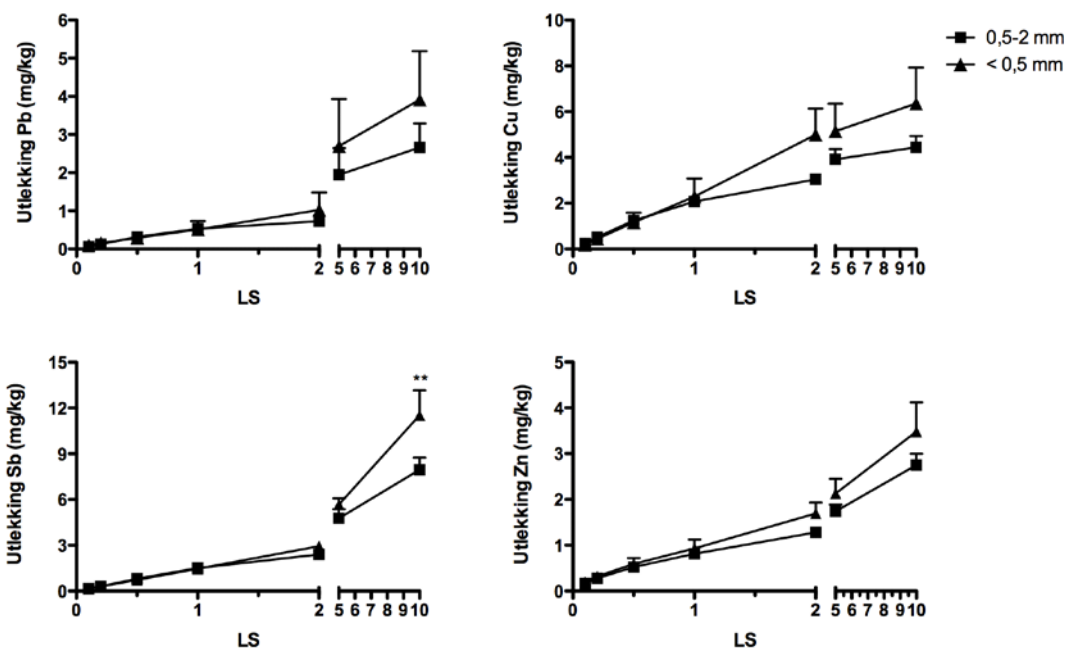 Utlekking Pb (mg/kg)
6
5
4
3
2
1
0
0 1 2 5 6 7 8 9 10
LS
Utlekking Cu (mg/kg)
10
8
6
4
2
0
0 1 2 5 6 7 8 9 10
LS
0,5-2 mm
< 0,5 mm
Utlekking Sb (mg/kg)
15
12
9
6
3
0
**
0 1 2 5 6 7 8 9 10
LS
Utlekking Zn (mg/kg)
5
4
3
2
1
0
0 1 2 5 6 7 8 9 10
LS